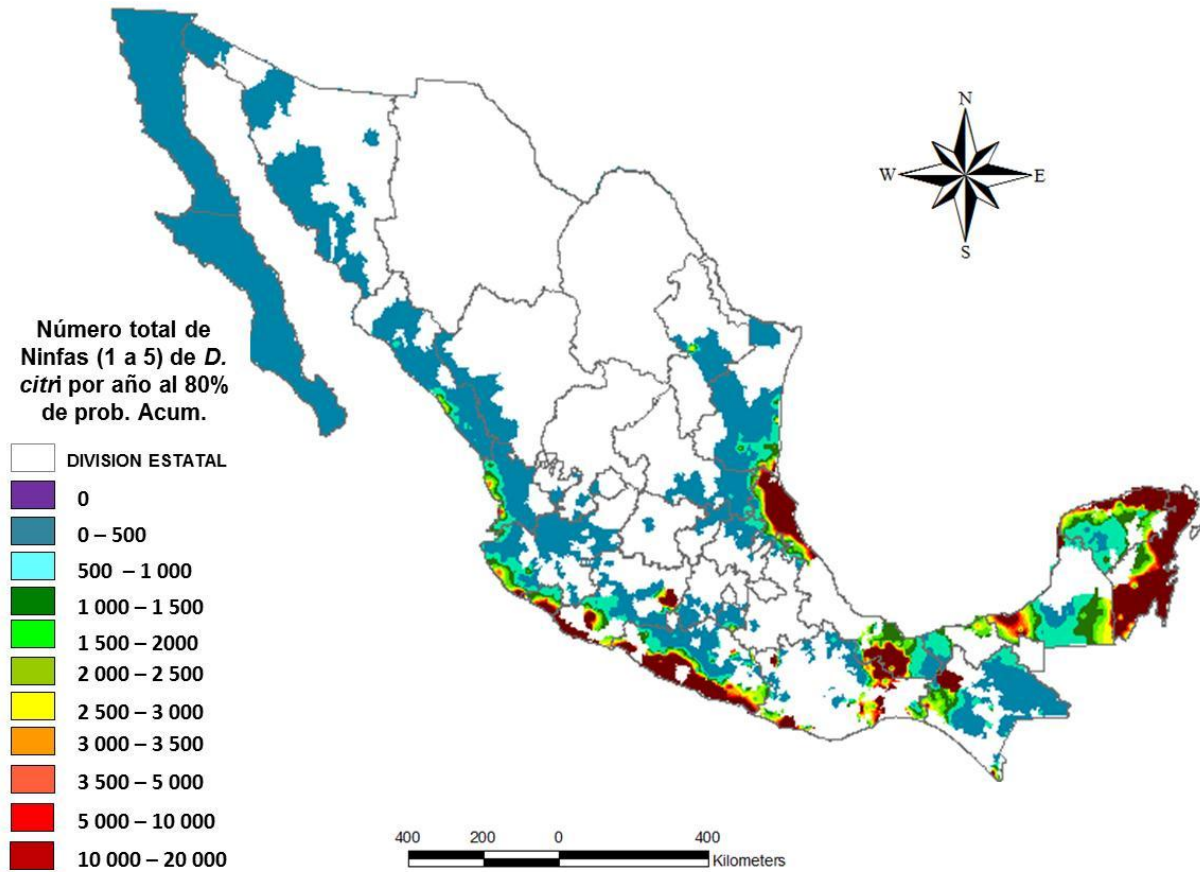 N
W
E
S
Número total de
Ninfas (1 a 5) de D.
citri por año al 80%
de prob. Acum.
DIVISION ESTATAL
0
0 – 500
500 – 1 000
1 000 – 1 500
1 500 – 2000
2 000 – 2 500
2 500 – 3 000
3 000 – 3 500
3 500 – 5 000
5 000 – 10 000
10 000 – 20 000
400 200 0 400
Kilometers